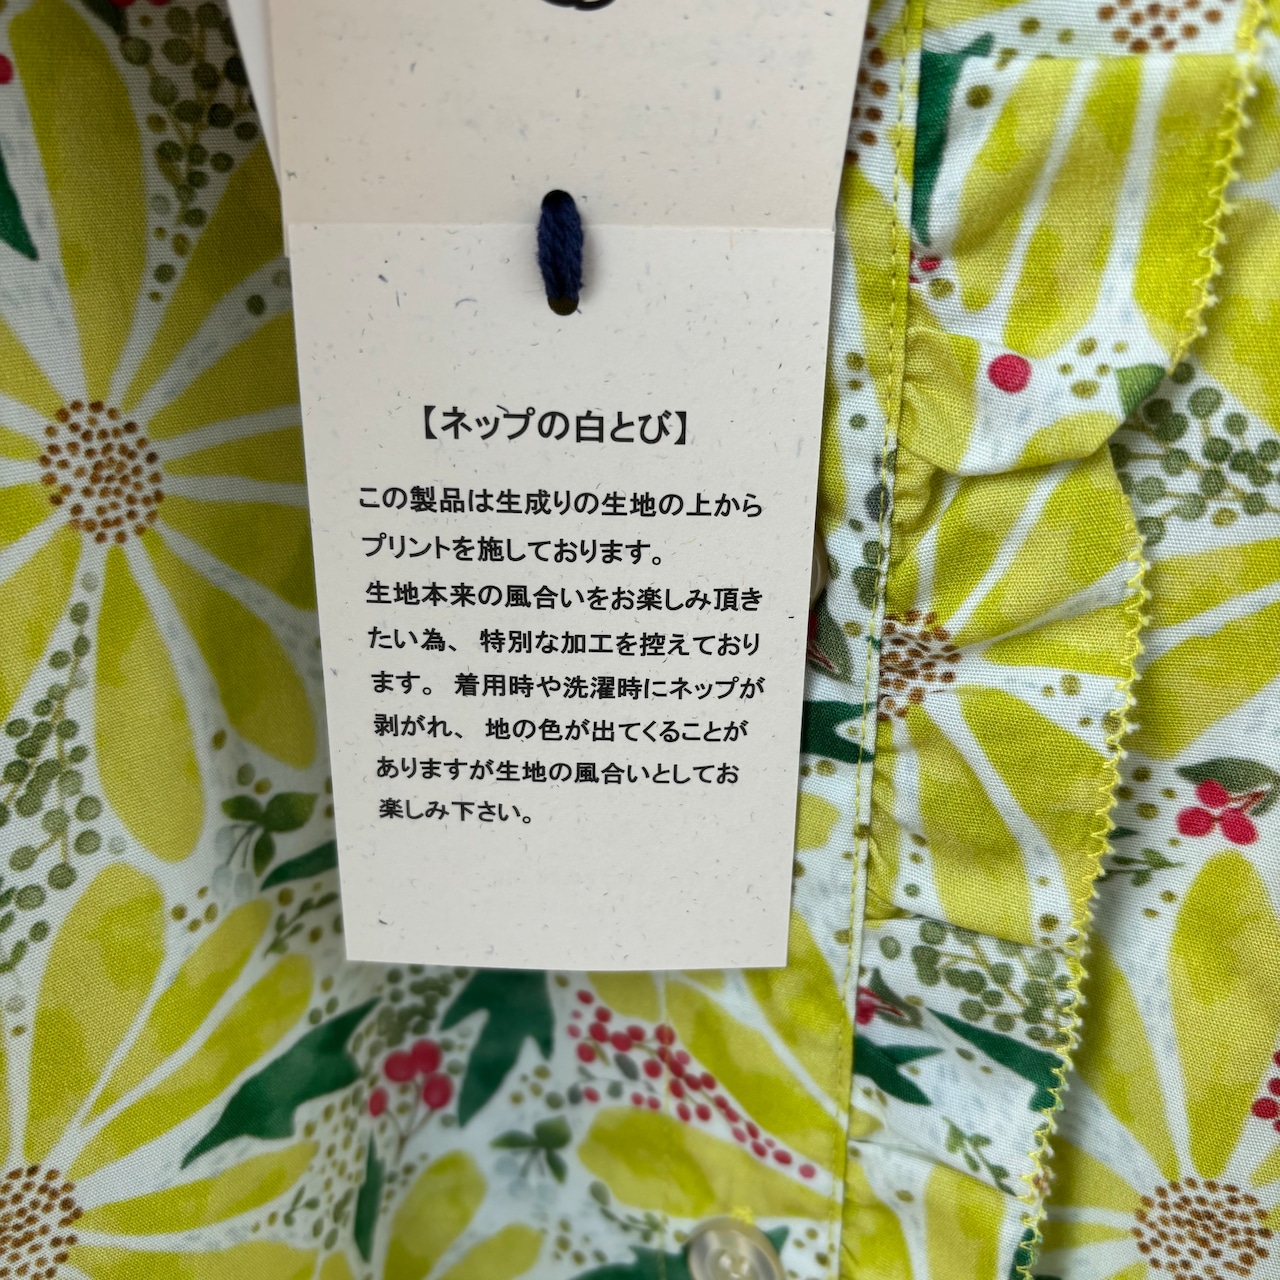 【ネップの白とび】
この製品は生成りの生地の上から
プリントを施しております。
生地本来の風合いをお楽しみ頂き
たい為、 特別な加工を控えており
ます。 着用時や洗濯時にネップが
剥がれ、 地の色が出てくることが
ありますが生地の風合いとしてお
楽しみ下さい。